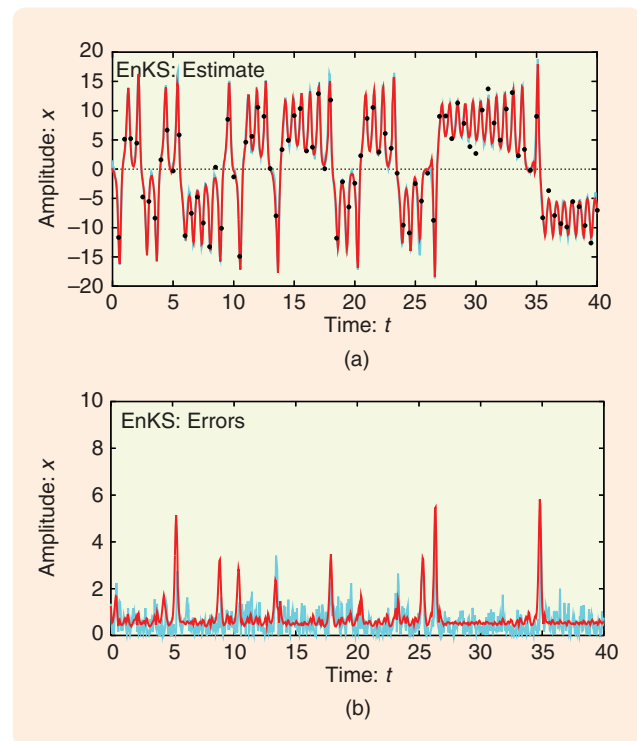 EnKS: Estimate
20
15
10
5
0
−5
−10
−15
−20
Amplitude: x
0 5 10 15 20 25 30 35 40
Time: t
(a)
EnKS: Errors
10
8
6
4
2
0
Amplitude: x
0 5 10 15 20 25 30 35 40
Time: t
(b)